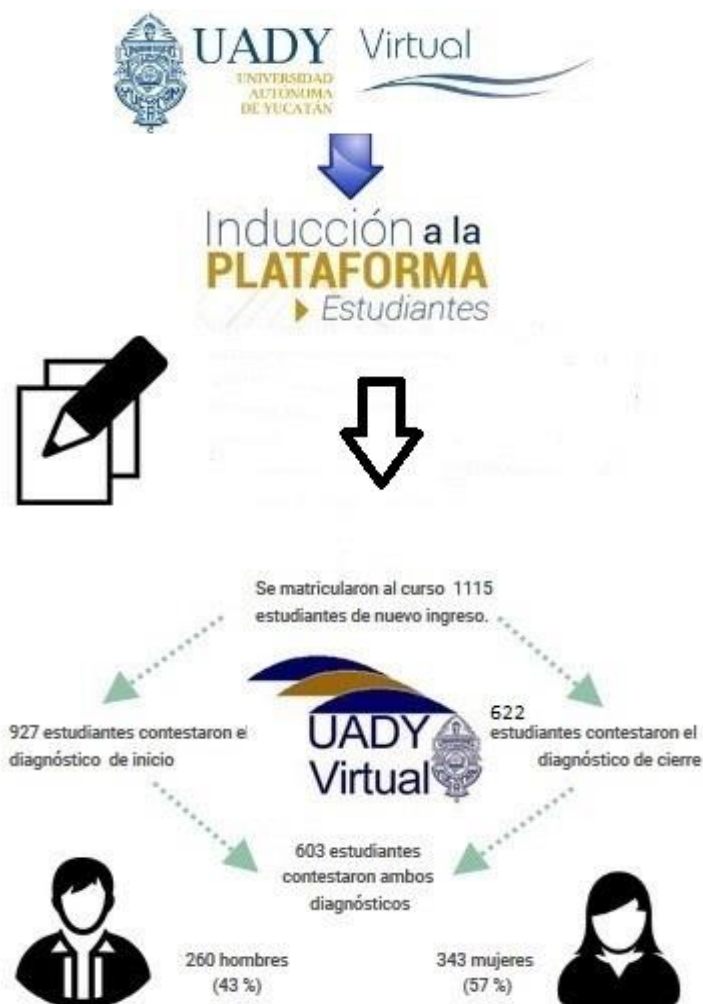 UADY Virtual
UNIVERSIDAD
AUTÓNOMA
DE YUCATÁN
Inducción a la
PLATAFORMA
Estudiantes
Se matricularon al curso 1115
estudiantes de nuevo ingreso.
927 estudiantes contestaron el
diagnóstico de inicio
UADY
Virtual
622
estudiantes contestaron el
diagnóstico de cierre
603 estudiantes
contestaron ambos
diagnósticos
260 hombres
(43 %)
343 mujeres
(57 %)